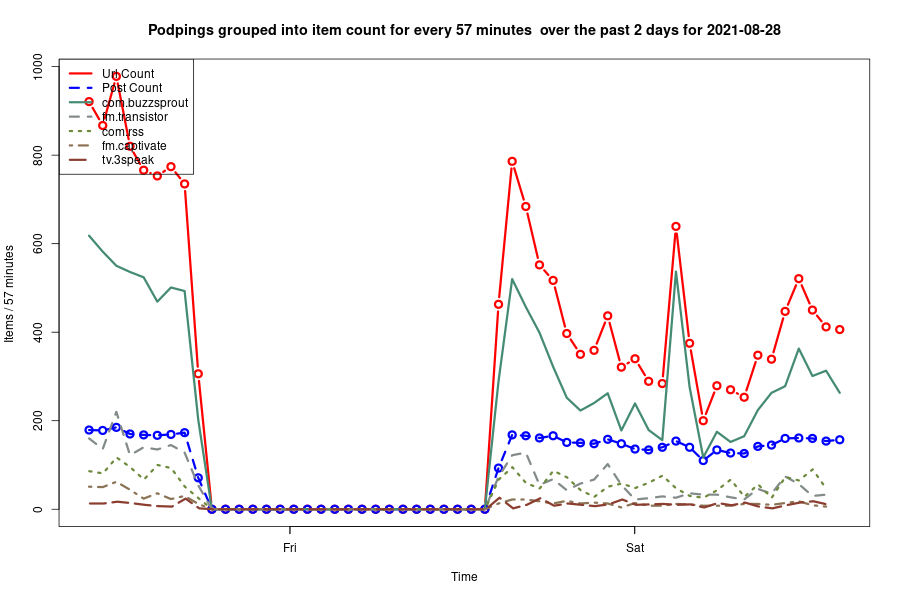 Podpings grouped into item count for every 57 minutes  over the past 2 days for 2021-08-28
Url Count
Post Count
com.buzzsprout
fm.transistor
com.rss
fm.captivate
tv.3speak
Items / 57 minutes
1000
800
600
400
200
0
Fri
Sat
Time